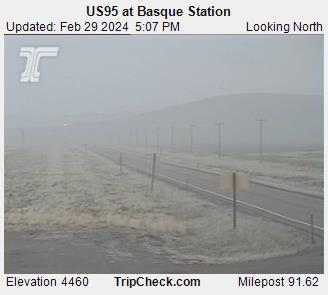 US95 at Basque Station
Updated: Feb 29 2024 5:07 PM Looking North
Elevation 4460 TripCheck.com Milepost 91.62